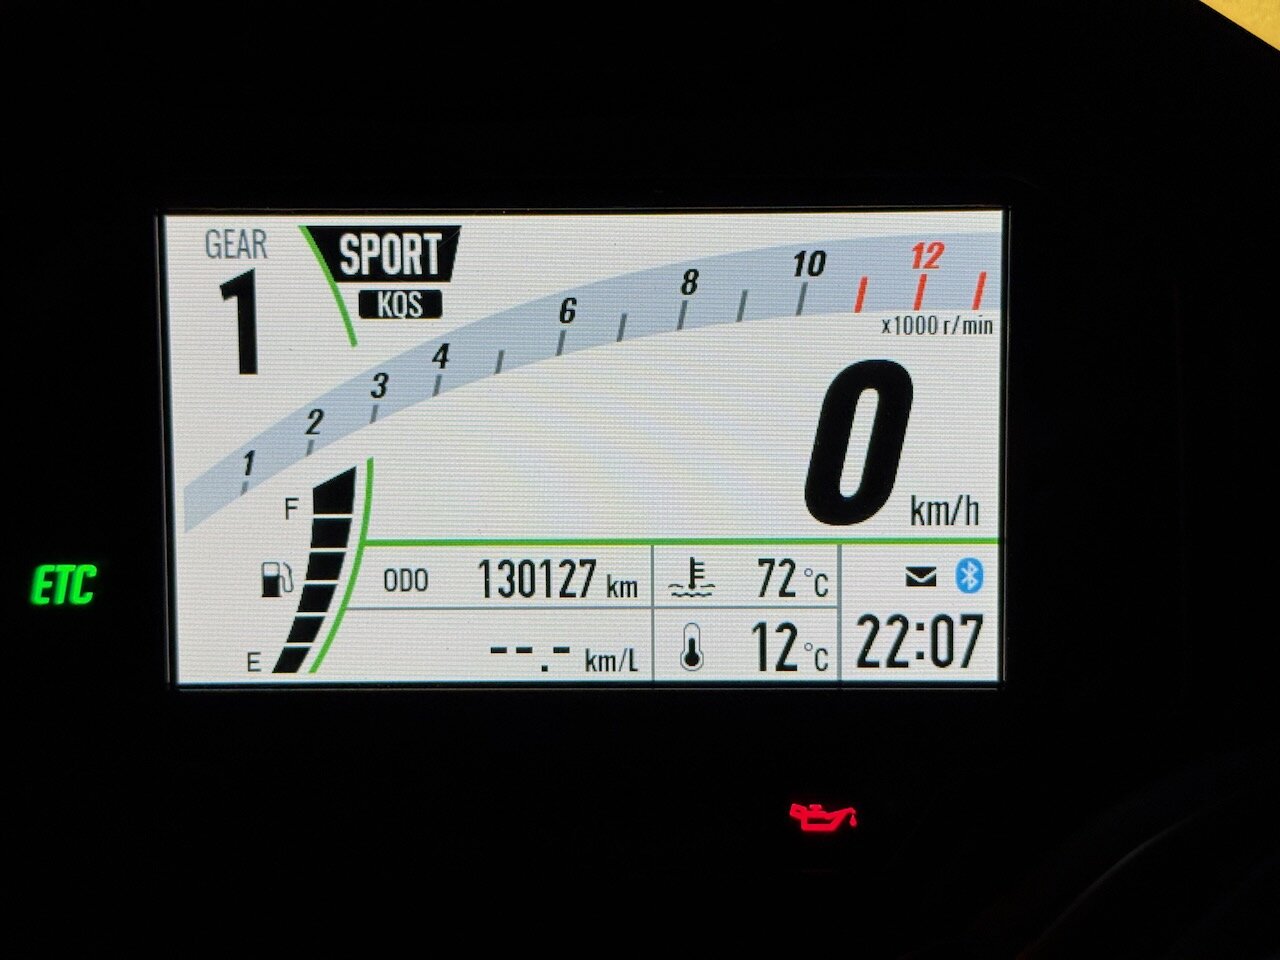 GEAR
1
SPORT
KQS
1
2
3
4
6
8
10
12
x1000 r/min
0
km/h
F
E
ETC
ODO 130127 km
72 °C
--.- km/L
12 °C
22:07